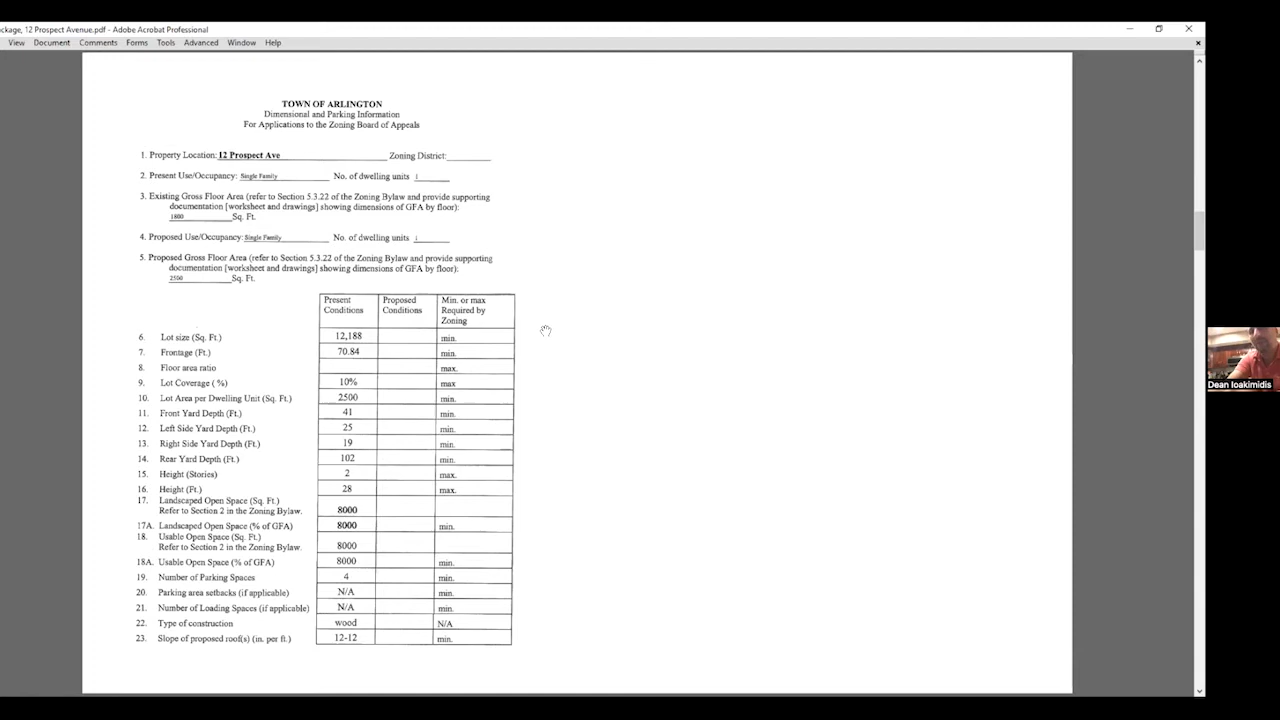 ckage, 12 Prospect Avenue.pdf - Adobe Acrobat Professional
View Document Comments Forms Tools Advanced Window Help
TOWN OF ARLINGTON
Dimensional and Parking Information
For Applications to the Zoning Board of Appeals
1. Property Location: 12 Prospect Ave Zoning District:
2. Present Use/Occupancy: Single Family No. of dwelling units 1
3. Existing Gross Floor Area (refer to Section 5.3.22 of the Zoning Bylaw and provide supporting
documentation [worksheet and drawings] showing dimensions of GFA by floor):
1800 Sq. Ft.
4. Proposed Use/Occupancy: Single Family No. of dwelling units 1
5. Proposed Gross Floor Area (refer to Section 5.3.22 of the Zoning Bylaw and provide supporting
documentation [worksheet and drawings] showing dimensions of GFA by floor):
2500 Sq. Ft.
Present Proposed Min. or max
Conditions Conditions Required by
Zoning
6. Lot size (Sq. Ft.) 12,188 min.
7. Frontage (Ft.) 70.84 min.
8. Floor area ratio max.
9. Lot Coverage (%) 10% max
10. Lot Area per Dwelling Unit (Sq. Ft.) 2500 min.
11. Front Yard Depth (Ft.) 41 min.
12. Left Side Yard Depth (Ft.) 25 min.
13. Right Side Yard Depth (Ft.) 19 min.
14. Rear Yard Depth (Ft.) 102 min.
15. Height (Stories) 2 max.
16. Height (Ft.) 28 max.
17. Landscaped Open Space (Sq. Ft.)
Refer to Section 2 in the Zoning Bylaw. 8000
17A. Landscaped Open Space (% of GFA) 8000 min.
18. Usable Open Space (Sq. Ft.)
Refer to Section 2 in the Zoning Bylaw. 8000
18A. Usable Open Space (% of GFA) 8000 min.
19. Number of Parking Spaces 4 min.
20. Parking area setbacks (if applicable) N/A min.
21. Number of Loading Spaces (if applicable) N/A min.
22. Type of construction wood N/A
23. Slope of proposed roof(s) (in. per ft.) 12-12 min.
Dean Ioakimidis